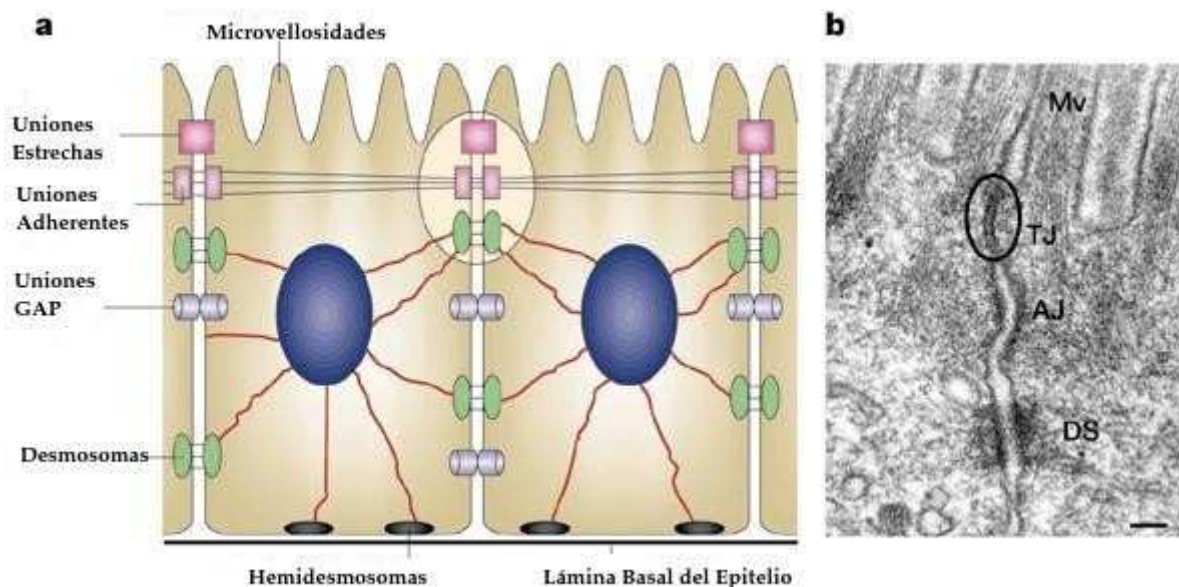 a
b
Microvellosidades
Uniones
Estrechas
Uniones
Adherentes
Uniones
GAP
Desmosomas
Hemidesmosomas
Lámina Basal del Epitelio
Mv
TJ
AJ
DS